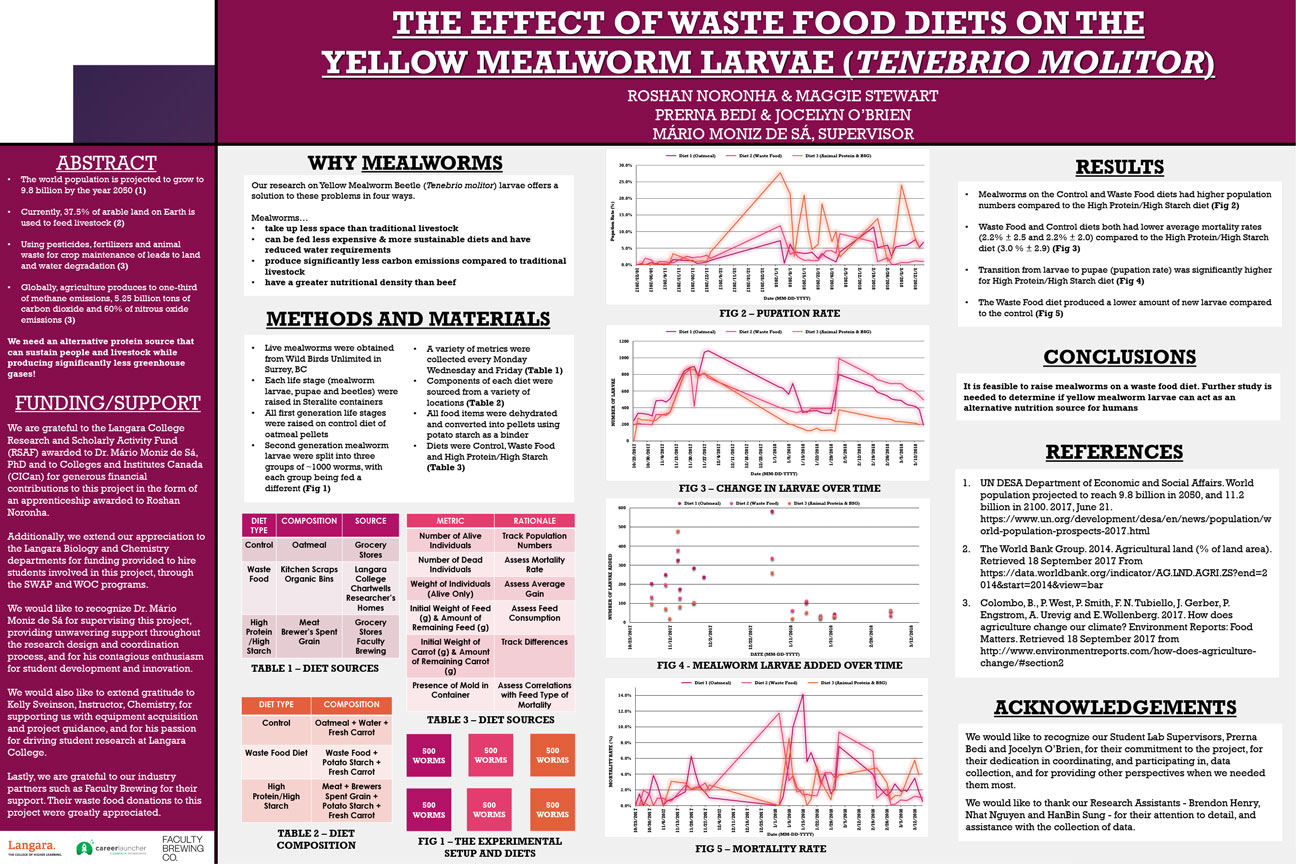 THE EFFECT OF WASTE FOOD DIETS ON THE
YELLOW MEALWORM LARVAE (TENEBRIO MOLITOR)
ROSHAN NORONHA & MAGGIE STEWART
PRERNA BEDI & JOCELYN O'BRIEN
MÁRIO MONIZ DE SÁ, SUPERVISOR
ABSTRACT
• The world population is projected to grow to
9.8 billion by the year 2050 (1)
• Currently, 37.5% of arable land on Earth is
used to feed livestock (2)
• Using pesticides, fertilizers and animal
waste for crop maintenance of leads to land
and water degradation (3)
• Globally, agriculture produces to one-third
of methane emissions, 5.25 billion tons of
carbon dioxide and 60% of nitrous oxide
emissions (3)
We need an alternative protein source that
can sustain people and livestock while
producing significantly less greenhouse
gases!
FUNDING/SUPPORT
We are grateful to the Langara College
Research and Scholarly Activity Fund
(RSAF) awarded to Dr. Mário Moniz de Sá,
PhD and to Colleges and Institutes Canada
(CICan) for generous financial
contributions to this project in the form of
an apprenticeship awarded to Roshan
Noronha.
Additionally, we extend our appreciation to
the Langara Biology and Chemistry
departments for funding provided to hire
students involved in this project, through
the SWAP and WOC programs.
We would like to recognize Dr. Mário
Moniz de Sá for supervising this project,
providing unwavering support throughout
the research design and coordination
process, and for his contagious enthusiasm
for student development and innovation.
We would also like to extend gratitude to
Kelly Sveinson, Instructor, Chemistry, for
supporting us with equipment acquisition
and project guidance, and for his passion
for driving student research at Langara
College.
Lastly, we are grateful to our industry
partners such as Faculty Brewing for their
support. Their waste food donations to this
project were greatly appreciated.
Langara.
THE COLLEGE OF HIGHER LEARNING.
careerlauncher
FACULTY
BREWING
CO.
WHY MEALWORMS
Our research on Yellow Mealworm Beetle (Tenebrio molitor) larvae offers a
solution to these problems in four ways.
Mealworms…
• take up less space than traditional livestock
• can be fed less expensive & more sustainable diets and have
reduced water requirements
• produce significantly less carbon emissions compared to traditional
livestock
• have a greater nutritional density than beef
METHODS AND MATERIALS
• Live mealworms were obtained
from Wild Birds Unlimited in
Surrey, BC
• Each life stage (mealworm
larvae, pupae and beetles) were
raised in Steralite containers
• All first generation life stages
were raised on control diet of
oatmeal pellets
• Second generation mealworm
larvae were split into three
groups of ~1000 worms, with
each group being fed a
different (Fig 1)
• A variety of metrics were
collected every Monday
Wednesday and Friday (Table 1)
• Components of each diet were
sourced from a variety of
locations (Table 2)
• All food items were dehydrated
and converted into pellets using
potato starch as a binder
• Diets were Control, Waste Food
and High Protein/High Starch
(Table 3)
DIET TYPE COMPOSITION SOURCE
Control Oatmeal Grocery Stores
Waste Food Kitchen Scraps Organic Bins Langara College Chartwells Researcher's Homes
High Protein /High Starch Meat Brewer's Spent Grain Grocery Stores Faculty Brewing
TABLE 1 – DIET SOURCES
DIET TYPE COMPOSITION
Control Oatmeal + Water + Fresh Carrot
Waste Food Diet Waste Food + Potato Starch + Fresh Carrot
High Protein/High Starch Meat + Brewers Spent Grain + Potato Starch + Fresh Carrot
TABLE 2 – DIET
COMPOSITION
METRIC RATIONALE
Number of Alive Individuals Track Population Numbers
Number of Dead Individuals Assess Mortality Rate
Weight of Individuals (Alive Only) Assess Average Gain
Initial Weight of Feed (g) & Amount of Remaining Feed (g) Assess Feed Consumption
Initial Weight of Carrot (g) & Amount of Remaining Carrot (g) Track Differences
Presence of Mold in Container Assess Correlations with Feed Type of Mortality
TABLE 3 – DIET SOURCES
500 WORMS 500 WORMS 500 WORMS
500 WORMS 500 WORMS 500 WORMS
FIG 1 – THE EXPERIMENTAL
SETUP AND DIETS
Diet 1 (Oatmeal) Diet 2 (Waste Food) Diet 3 (Animal Protein & BSG)
Pupation Rate (%)
30.0%
25.0%
20.0%
15.0%
10.0%
5.0%
0.0%
Date (MM-DD-YYYY)
FIG 2 – PUPATION RATE
Diet 1 (Oatmeal) Diet 2 (Waste Food) Diet 3 (Animal Protein & BSG)
NUMBER OF LARVAE
1200
1000
800
600
400
200
0
Date (MM-DD-YYYY)
FIG 3 – CHANGE IN LARVAE OVER TIME
Diet 1 (Oatmeal) Diet 2 (Waste Food) Diet 3 (Animal Protein & BSG)
NUMBER OF LARVAE ADDED
600
500
400
300
200
100
0
DATE (MM-DD-YYYY)
FIG 4 - MEALWORM LARVAE ADDED OVER TIME
Diet 1 (Oatmeal) Diet 2 (Waste Food) Diet 3 (Animal Protein & BSG)
MORTALITY RATE (%)
14.0%
12.0%
10.0%
8.0%
6.0%
4.0%
2.0%
0.0%
Date (MM-DD-YYYY)
FIG 5 – MORTALITY RATE
RESULTS
• Mealworms on the Control and Waste Food diets had higher population
numbers compared to the High Protein/High Starch diet (Fig 2)
• Waste Food and Control diets both had lower average mortality rates
(2.2% ± 2.5 and 2.2% ± 2.0) compared to the High Protein/High Starch
diet (3.0 % ± 2.9) (Fig 3)
• Transition from larvae to pupae (pupation rate) was significantly higher
for High Protein/High Starch diet (Fig 4)
• The Waste Food diet produced a lower amount of new larvae compared
to the control (Fig 5)
CONCLUSIONS
It is feasible to raise mealworms on a waste food diet. Further study is
needed to determine if yellow mealworm larvae can act as an
alternative nutrition source for humans
REFERENCES
1. UN DESA Department of Economic and Social Affairs. World
population projected to reach 9.8 billion in 2050, and 11.2
billion in 2100. 2017, June 21.
https://www.un.org/development/desa/en/news/population/w
orld-population-prospects-2017.html
2. The World Bank Group. 2014. Agricultural land (% of land area).
Retrieved 18 September 2017 From
https://data.worldbank.org/indicator/AG.LND.AGRI.ZS?end=2
014&start=2014&view=bar
3. Colombo, B., P. West, P. Smith, F. N. Tubiello, J. Gerber, P.
Engstrom, A. Urevig and E.Wollenberg. 2017. How does
agriculture change our climate? Environment Reports: Food
Matters. Retrieved 18 September 2017 from
http://www.environmentreports.com/how-does-agriculture-
change/#section2
ACKNOWLEDGEMENTS
We would like to recognize our Student Lab Supervisors, Prerna
Bedi and Jocelyn O'Brien, for their commitment to the project, for
their dedication in coordinating, and participating in, data
collection, and for providing other perspectives when we needed
them most.
We would like to thank our Research Assistants - Brendon Henry,
Nhat Nguyen and HanBin Sung - for their attention to detail, and
assistance with the collection of data.